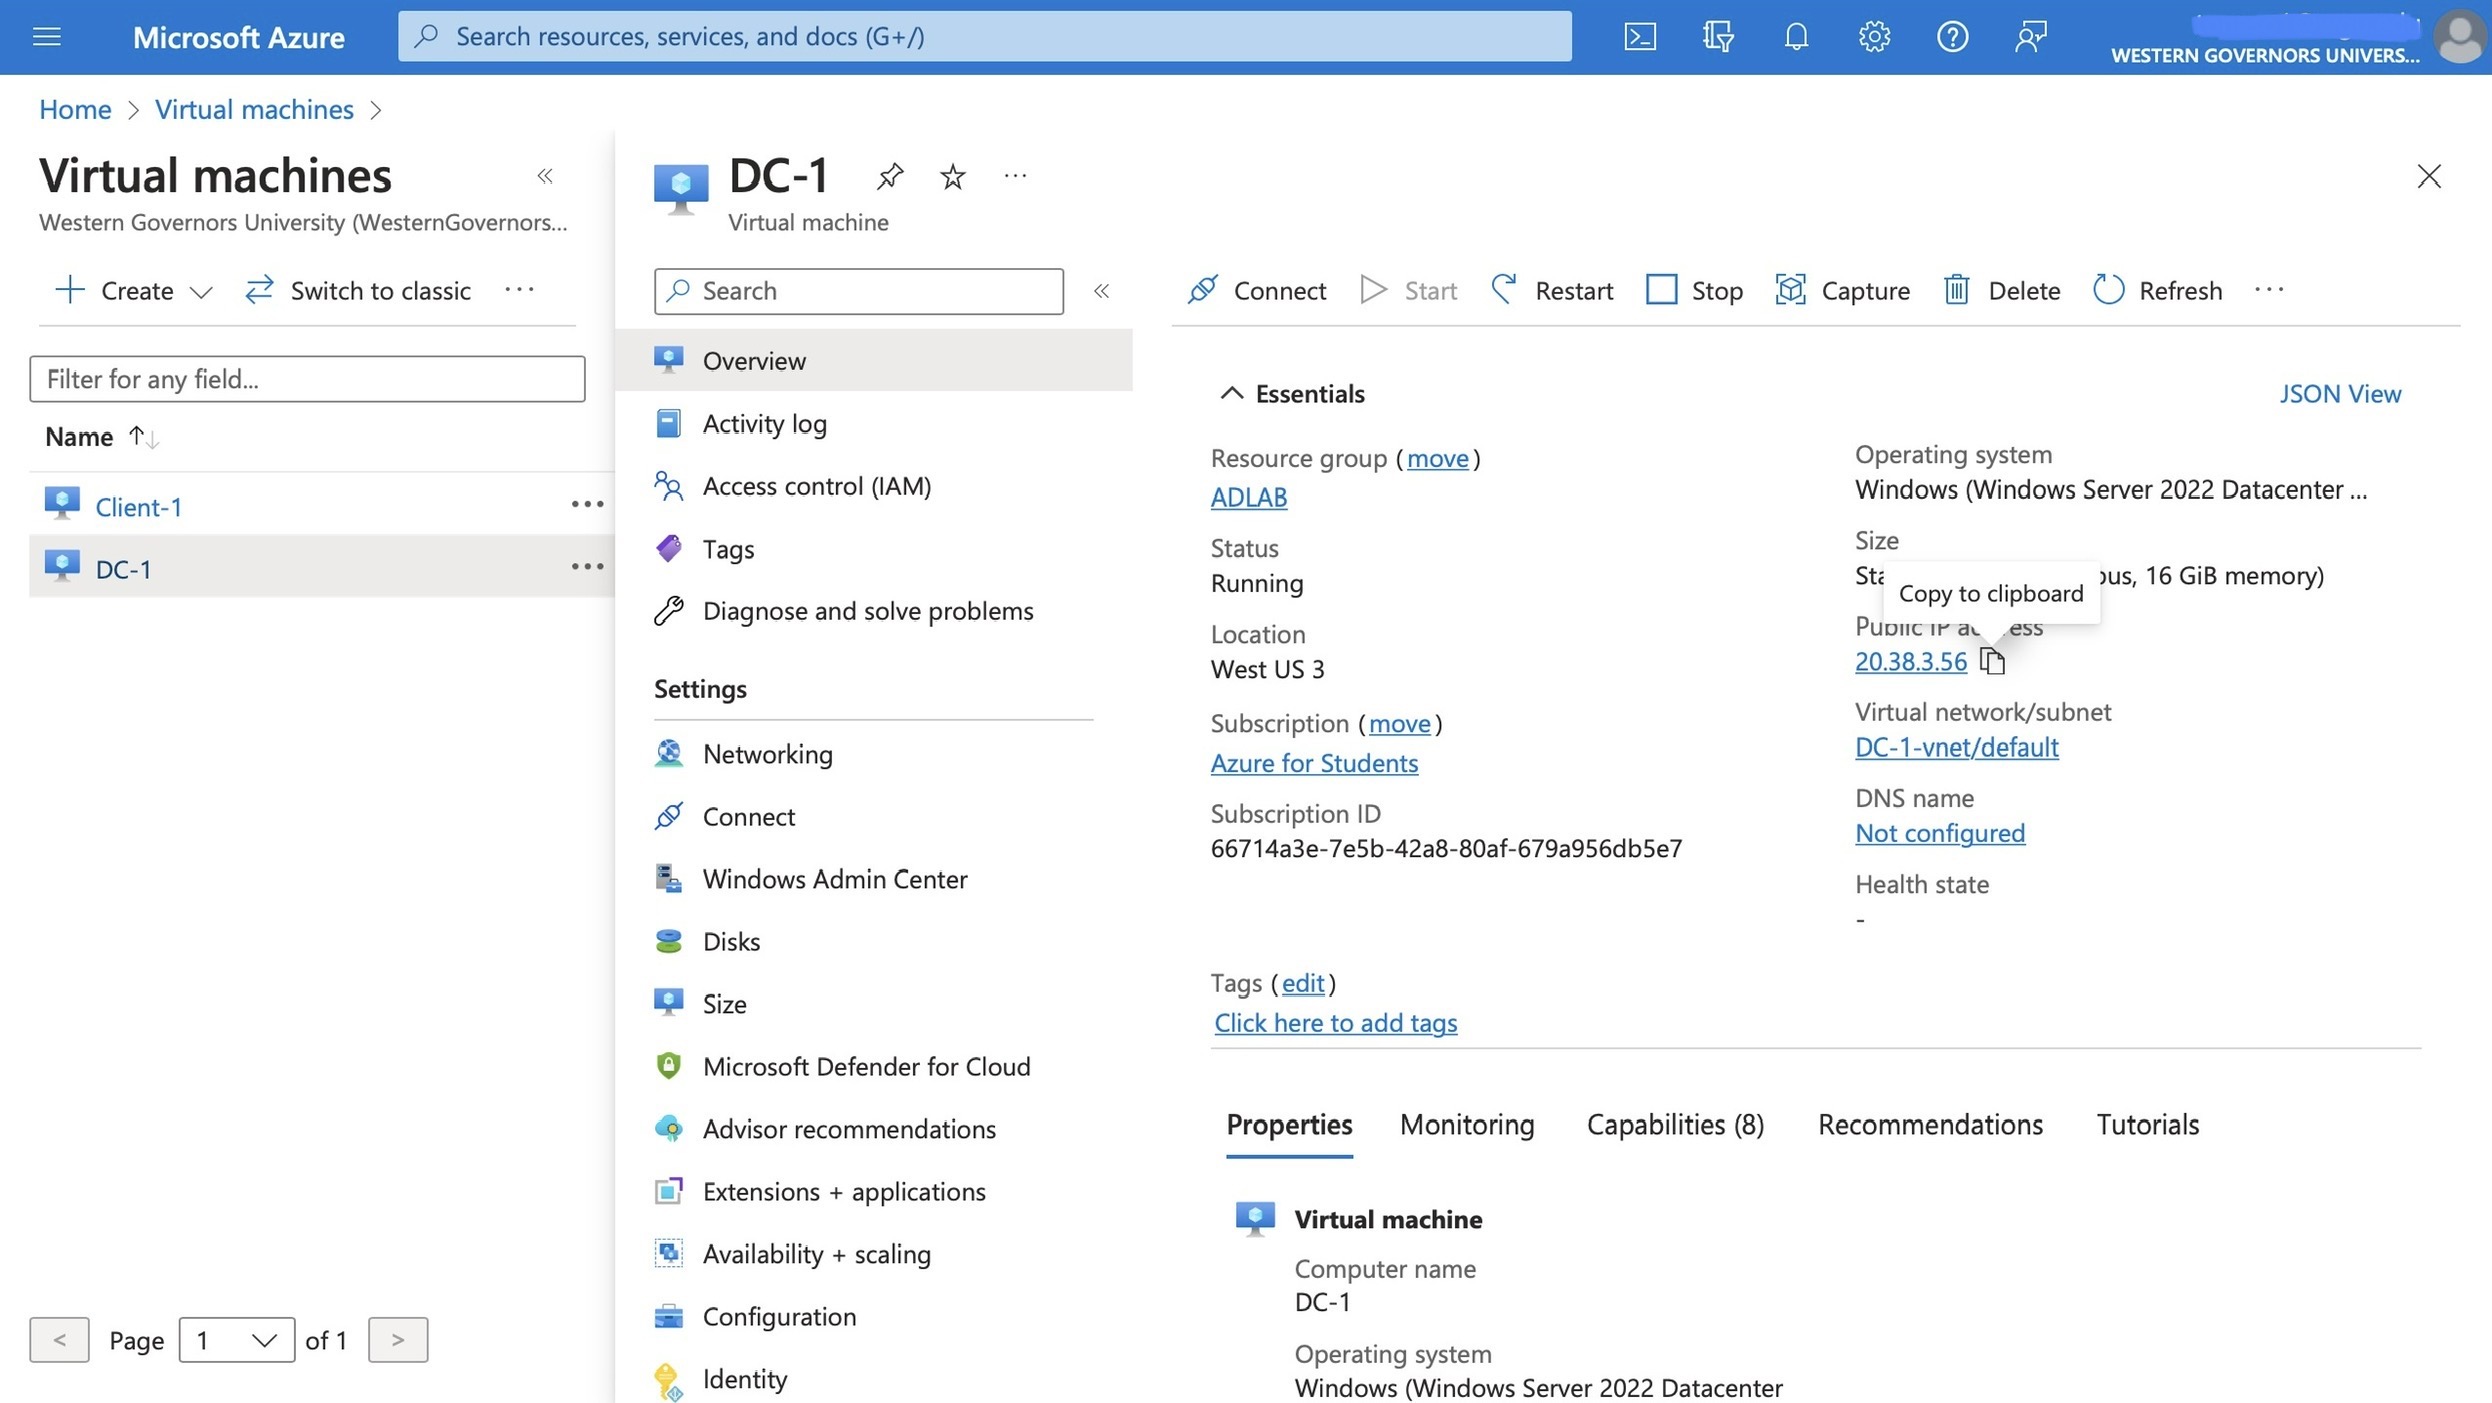 Microsoft Azure
Search resources, services, and docs (G+/)
WESTERN GOVERNORS UNIVERS...
Home > Virtual machines >
Virtual machines
Western Governors University (WesternGovernors...
Create
Switch to classic
Filter for any field...
Name
Client-1
DC-1
< Page 1 of 1 >
DC-1
Virtual machine
Search
Overview
Activity log
Access control (IAM)
Tags
Diagnose and solve problems
Settings
Networking
Connect
Windows Admin Center
Disks
Size
Microsoft Defender for Cloud
Advisor recommendations
Extensions + applications
Availability + scaling
Configuration
Identity
Connect Start Restart Stop Capture Delete Refresh
Essentials
JSON View
Resource group (move)
ADLAB
Status
Running
Location
West US 3
Subscription (move)
Azure for Students
Subscription ID
66714a3e-7e5b-42a8-80af-679a956db5e7
Operating system
Windows (Windows Server 2022 Datacenter ...
Size
16 GiB memory)
Copy to clipboard
Public IP
20.38.3.56
Virtual network/subnet
DC-1-vnet/default
DNS name
Not configured
Health state
-
Tags (edit)
Click here to add tags
Properties Monitoring Capabilities (8) Recommendations Tutorials
Virtual machine
Computer name
DC-1
Operating system
Windows (Windows Server 2022 Datacenter